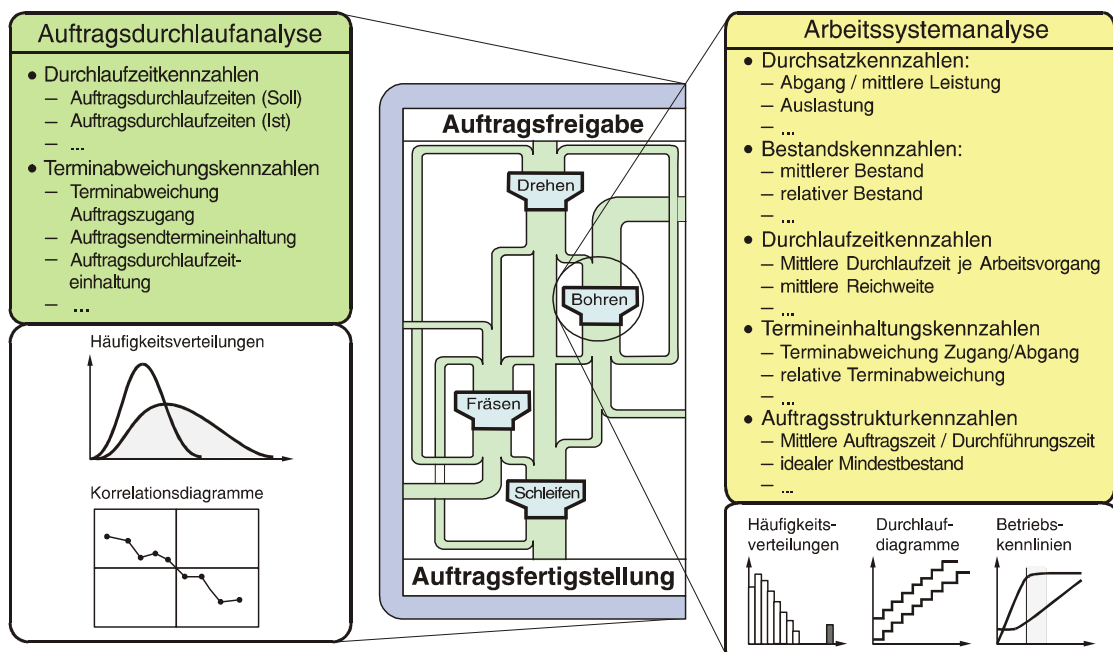 Auftragsdurchlaufanalyse
• Durchlaufzeitkennzahlen
– Auftragsdurchlaufzeiten (Soll)
– Auftragsdurchlaufzeiten (Ist)
– ...
• Terminabweichungskennzahlen
– Terminabweichung
Auftragszugang
– Auftragsendtermineinhaltung
– Auftragsdurchlaufzeit-
einhaltung
– ...
Häufigkeitsverteilungen
Korrelationsdiagramme
Auftragsfreigabe
Drehen
Bohren
Fräsen
Schleifen
Auftragsfertigstellung
Arbeitssystemanalyse
• Durchsatzkennzahlen:
– Abgang / mittlere Leistung
– Auslastung
– ...
• Bestandskennzahlen:
– mittlerer Bestand
– relativer Bestand
– ...
• Durchlaufzeitkennzahlen
– Mittlere Durchlaufzeit je Arbeitsvorgang
– mittlere Reichweite
– ...
• Termineinhaltungskennzahlen
– Terminabweichung Zugang/Abgang
– relative Terminabweichung
– ...
• Auftragsstrukturkennzahlen
– Mittlere Auftragszeit / Durchführungszeit
– idealer Mindestbestand
– ...
Häufigkeits-
verteilungen
Durchlauf-
diagramme
Betriebs-
kennlinien